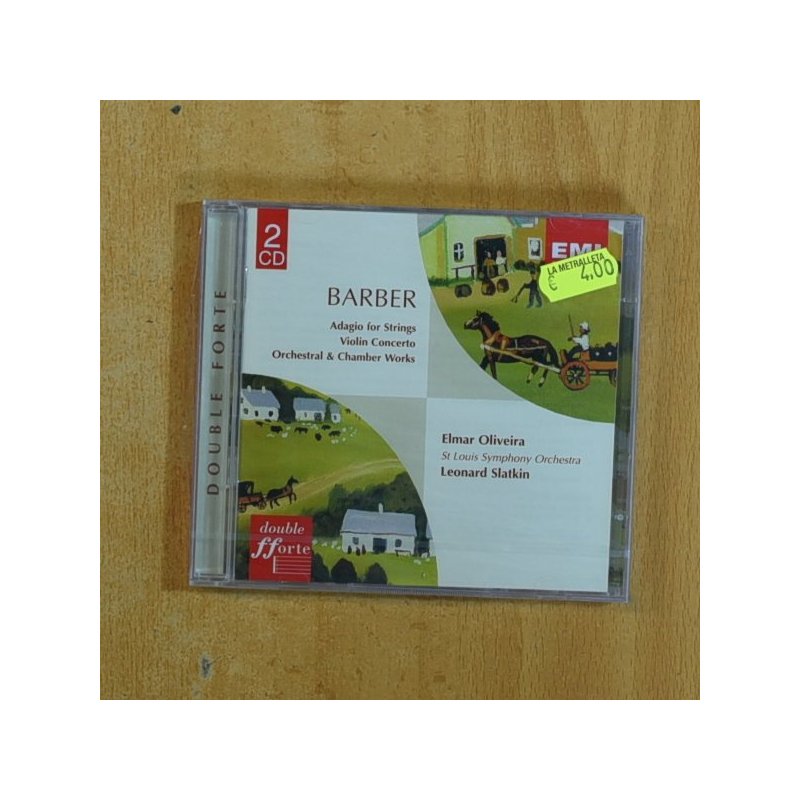 DOUBLE FORTE
2
CD
EMI
LA METRALLETA
€ 4,00
BARBER
Adagio for Strings
Violin Concerto
Orchestral & Chamber Works
Elmar Oliveira
St Louis Symphony Orchestra
Leonard Slatkin
double
fforte